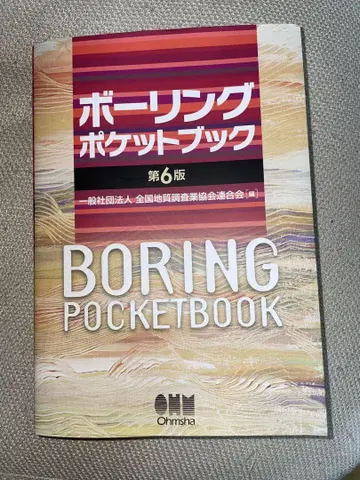 ボーリング
ポケットブック
第6版
一般社団法人 全国地質調査業協会連合会[編]
BORING
POCKETBOOK
OHM
Ohmsha